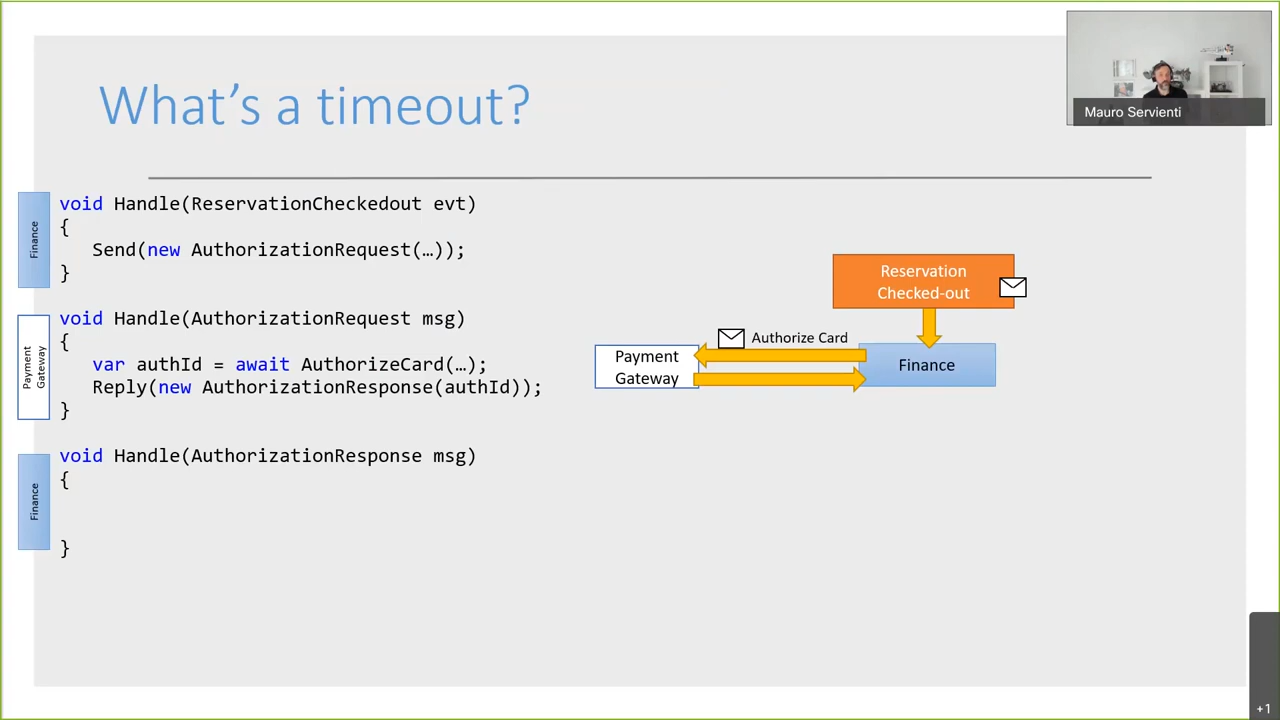 What's a timeout?
Mauro Servienti
Finance
void Handle(ReservationCheckedout evt)
{
Send(new AuthorizationRequest(…));
}
Payment
Gateway
void Handle(AuthorizationRequest msg)
{
var authId = await AuthorizeCard(…);
Reply(new AuthorizationResponse(authId));
}
Finance
void Handle(AuthorizationResponse msg)
{
}
Reservation
Checked-out
Authorize Card
Payment
Gateway
Finance
+1